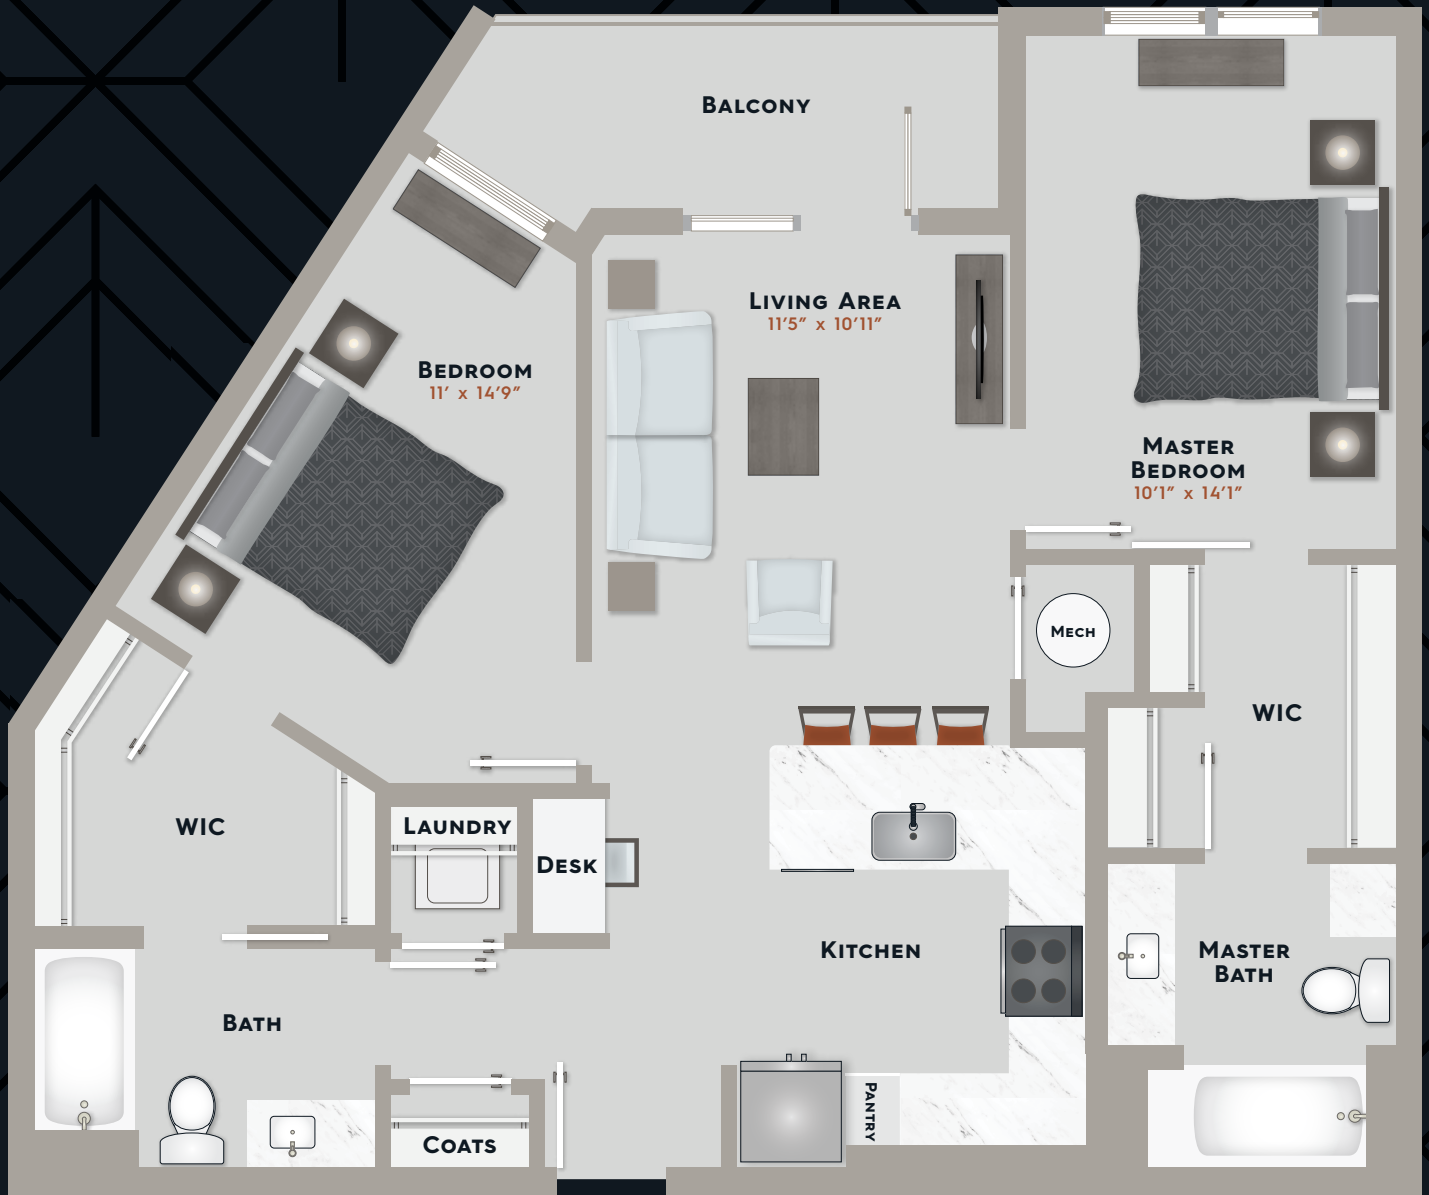 BALCONY
LIVING AREA
11'5" x 10'11"
BEDROOM
11' x 14'9"
MASTER
BEDROOM
10'1" x 14'1"
MECH
WIC
WIC
LAUNDRY
DESK
KITCHEN
MASTER
BATH
BATH
PANTRY
COATS